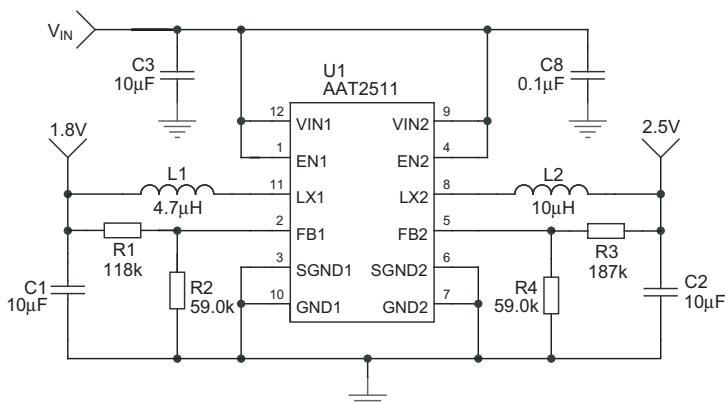 VIN
C3
10μF
U1
AAT2511
C8
0.1μF
1.8V
2.5V
12
VIN1
VIN2
9
1
EN1
EN2
4
L1
4.7μH
11
LX1
LX2
8
L2
10μH
2
FB1
FB2
5
R1
118k
R3
187k
3
SGND1
SGND2
6
C1
10μF
R2
59.0k
10
GND1
GND2
7
R4
59.0k
C2
10μF